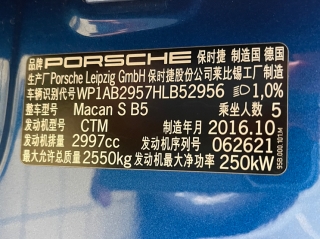 品牌 PORSCHE 保时捷 制造国 德国
生产厂 Porsche Leipzig GmbH 保时捷股份公司莱比锡工厂制造
车辆识别代号 WP1AB2957HLB52956 1,0%
整车型号 Macan S B5 乘坐人数 5
发动机型号 CTM 制造年月 2016.10
发动机排量 2997cc 发动机序列号 062621
最大允许总质量 2550kg 发动机最大净功率 250kW
95B.000.101.M